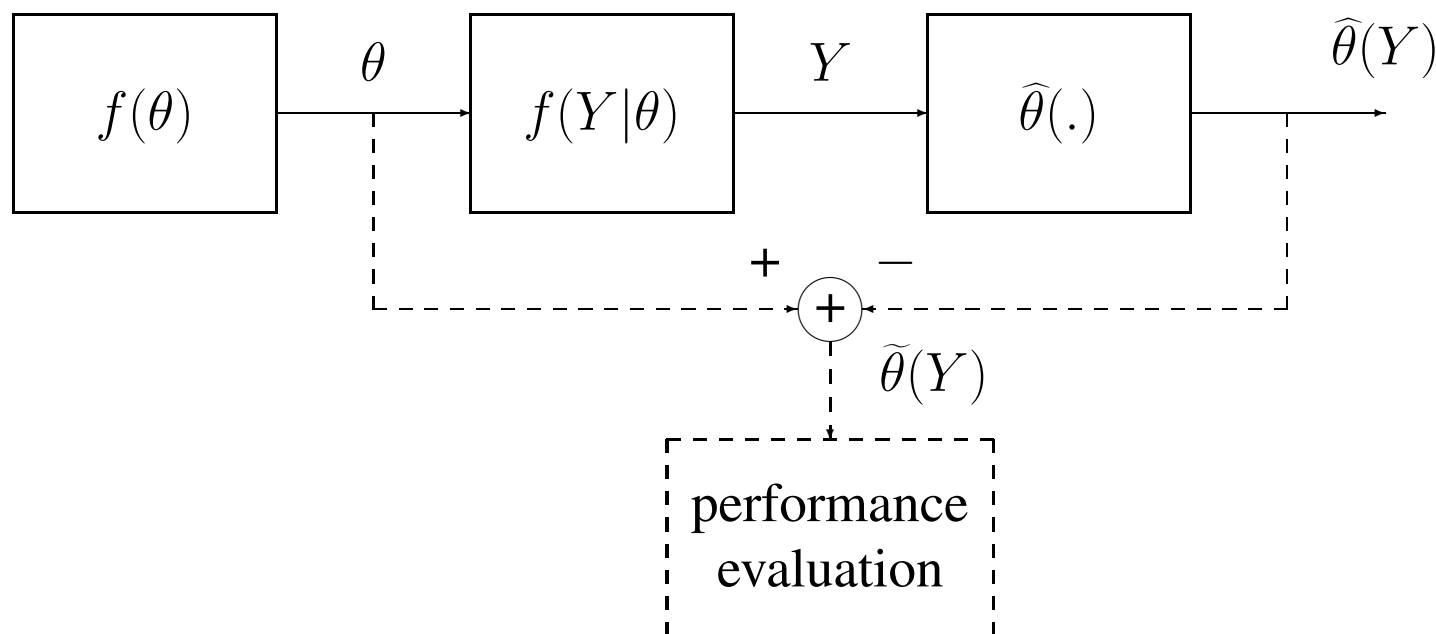 f(θ)
θ
f(Y|θ)
Y
θ̂(.)
θ̂(Y)
+
−
+
θ̃(Y)
performance
evaluation